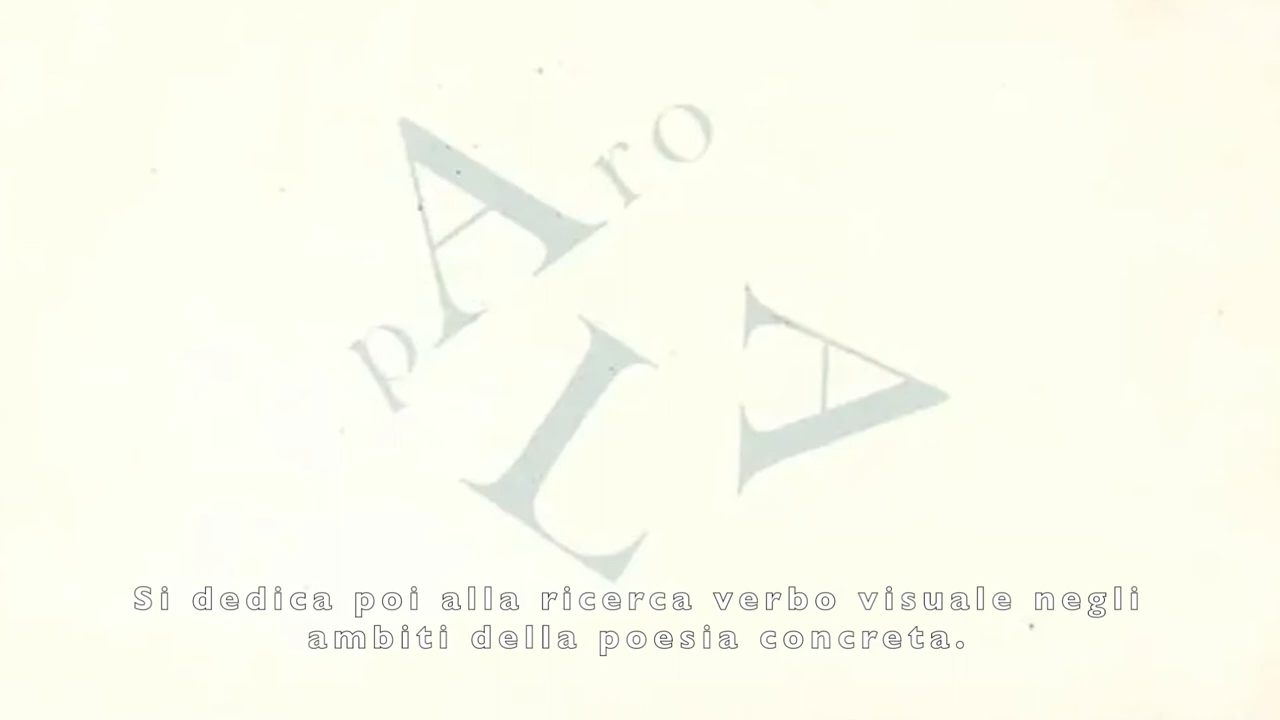 pAro
LA
Si dedica poi alla ricerca verbo visuale negli
ambiti della poesia concreta.